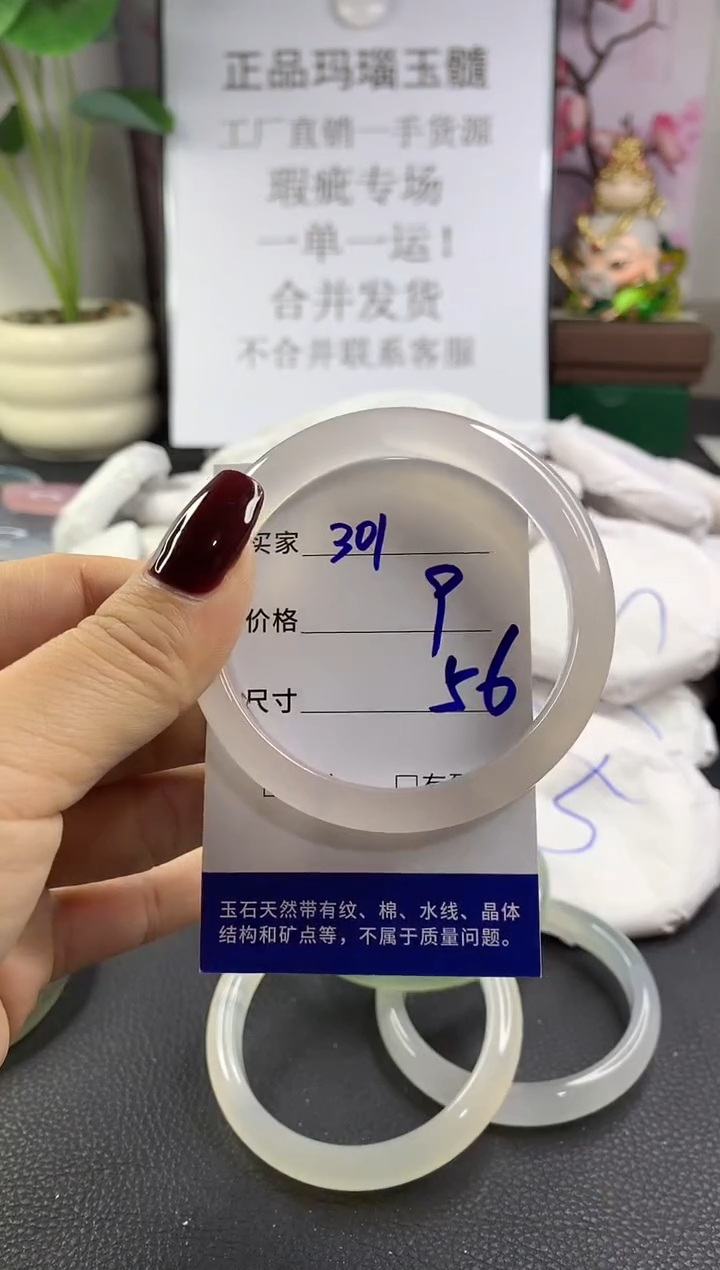 正品玛瑙玉髓
工厂直销一手货源
瑕疵专场
一单一运！
合并发货
不合并联系客服
买家 301
价格 9
尺寸 56
玉石天然带有纹、棉、水线、晶体
结构和矿点等，不属于质量问题。
5